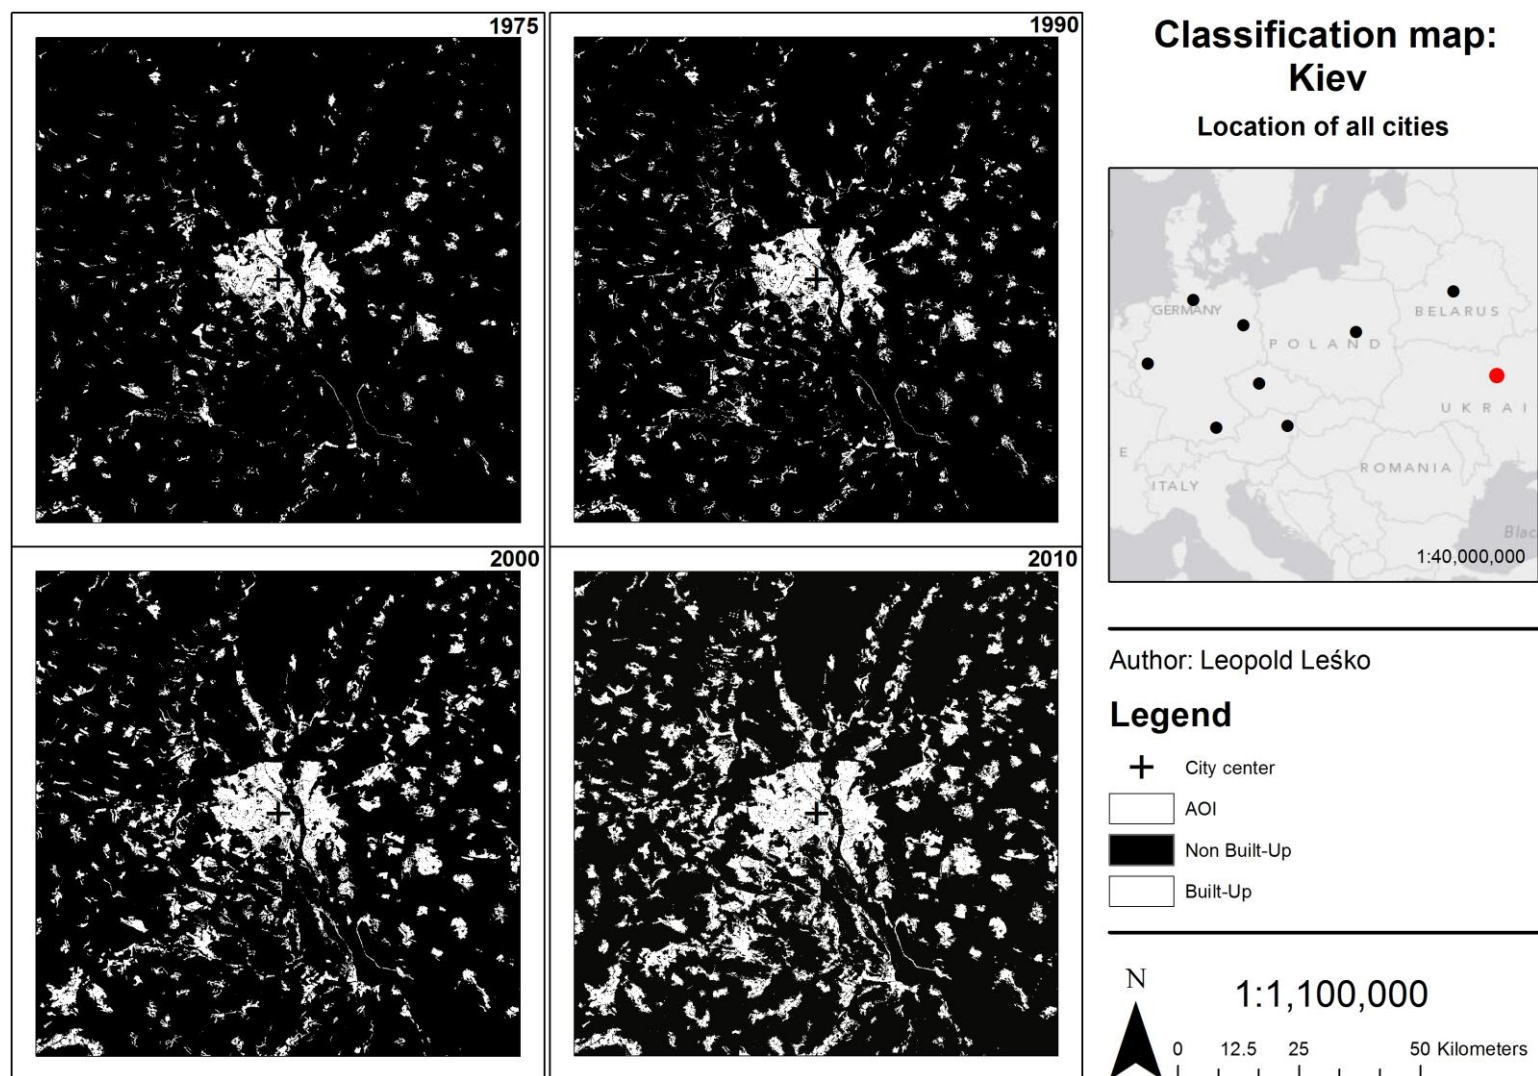 1975
1990
2000
2010
Classification map:
Kiev
Location of all cities
GERMANY
POLAND
BELARUS
UKRAI
E
ITALY
ROMANIA
Blac
1:40,000,000
Author: Leopold Leśko
Legend
City center
AOI
Non Built-Up
Built-Up
N
1:1,100,000
0 12.5 25 50 Kilometers